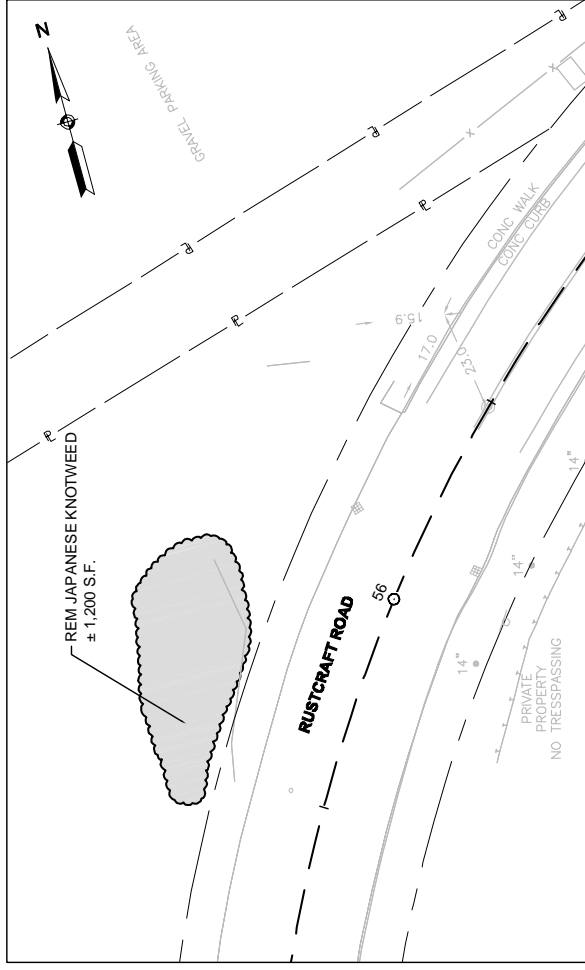 N
GRAVEL PARKING AREA
REM JAPANESE KNOTWEED
± 1,200 S.F.
CONC WALK
CONC CURB
15.9
17.0
23.0
56
RUSTCRAFT ROAD
14"
14"
14"
PRIVATE
PROPERTY
NO TRESSPASSING